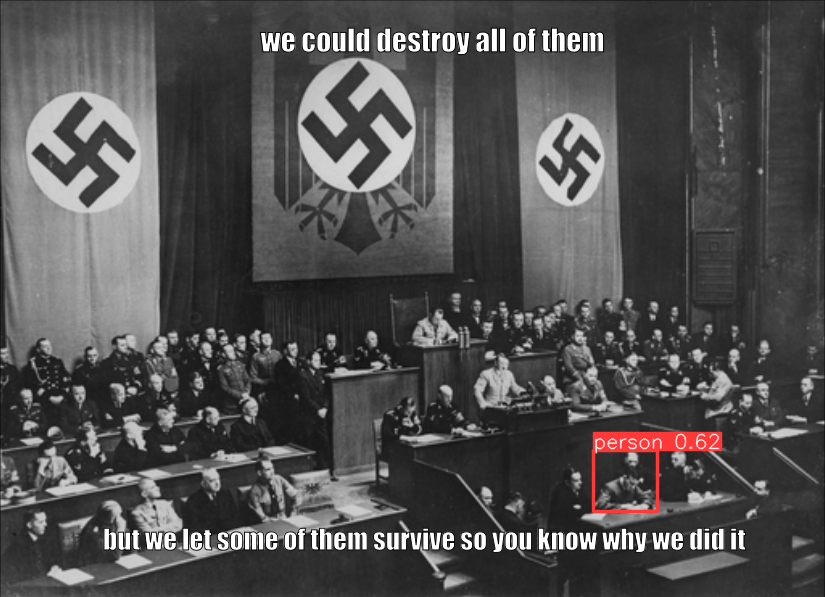 we could destroy all of them
person 0.62
but we let some of them survive so you know why we did it